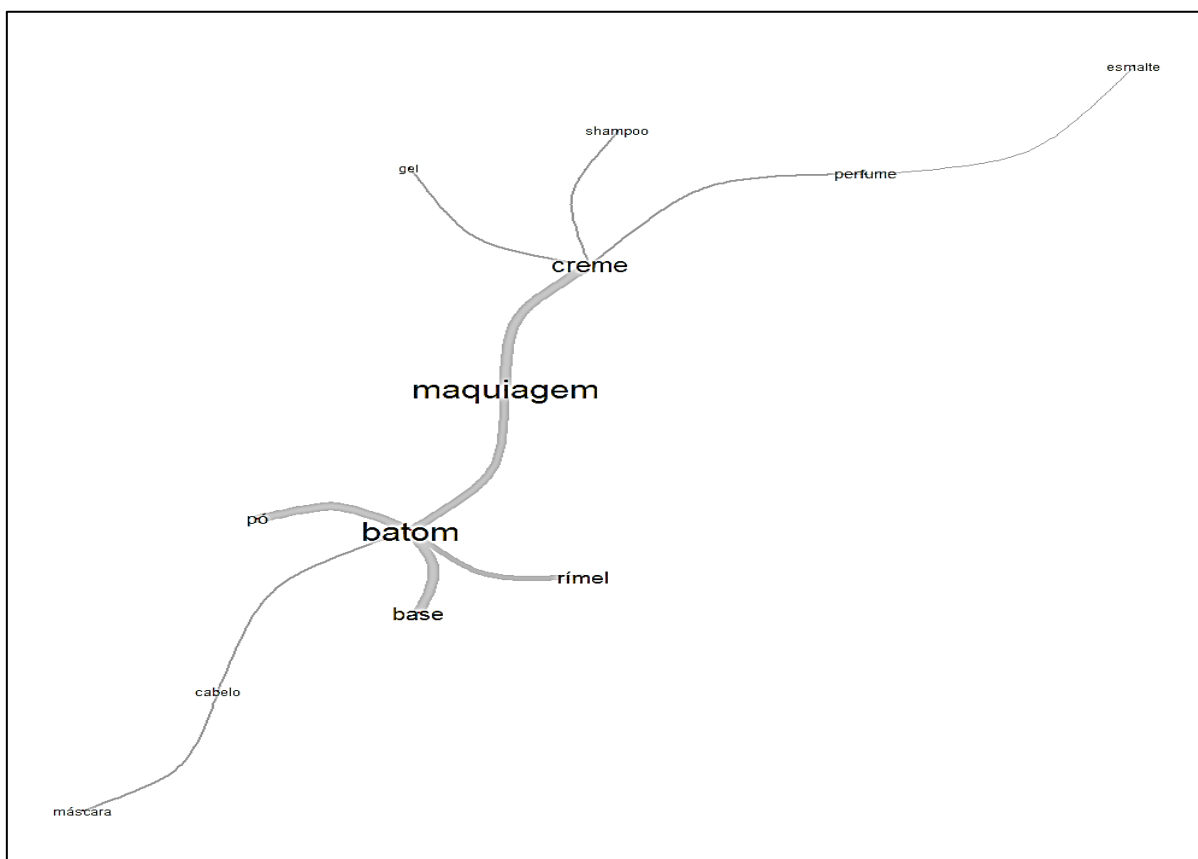 esmalte
shampoo
gel
perfume
creme
maquiagem
pó
batom
rímel
base
cabelo
máscara